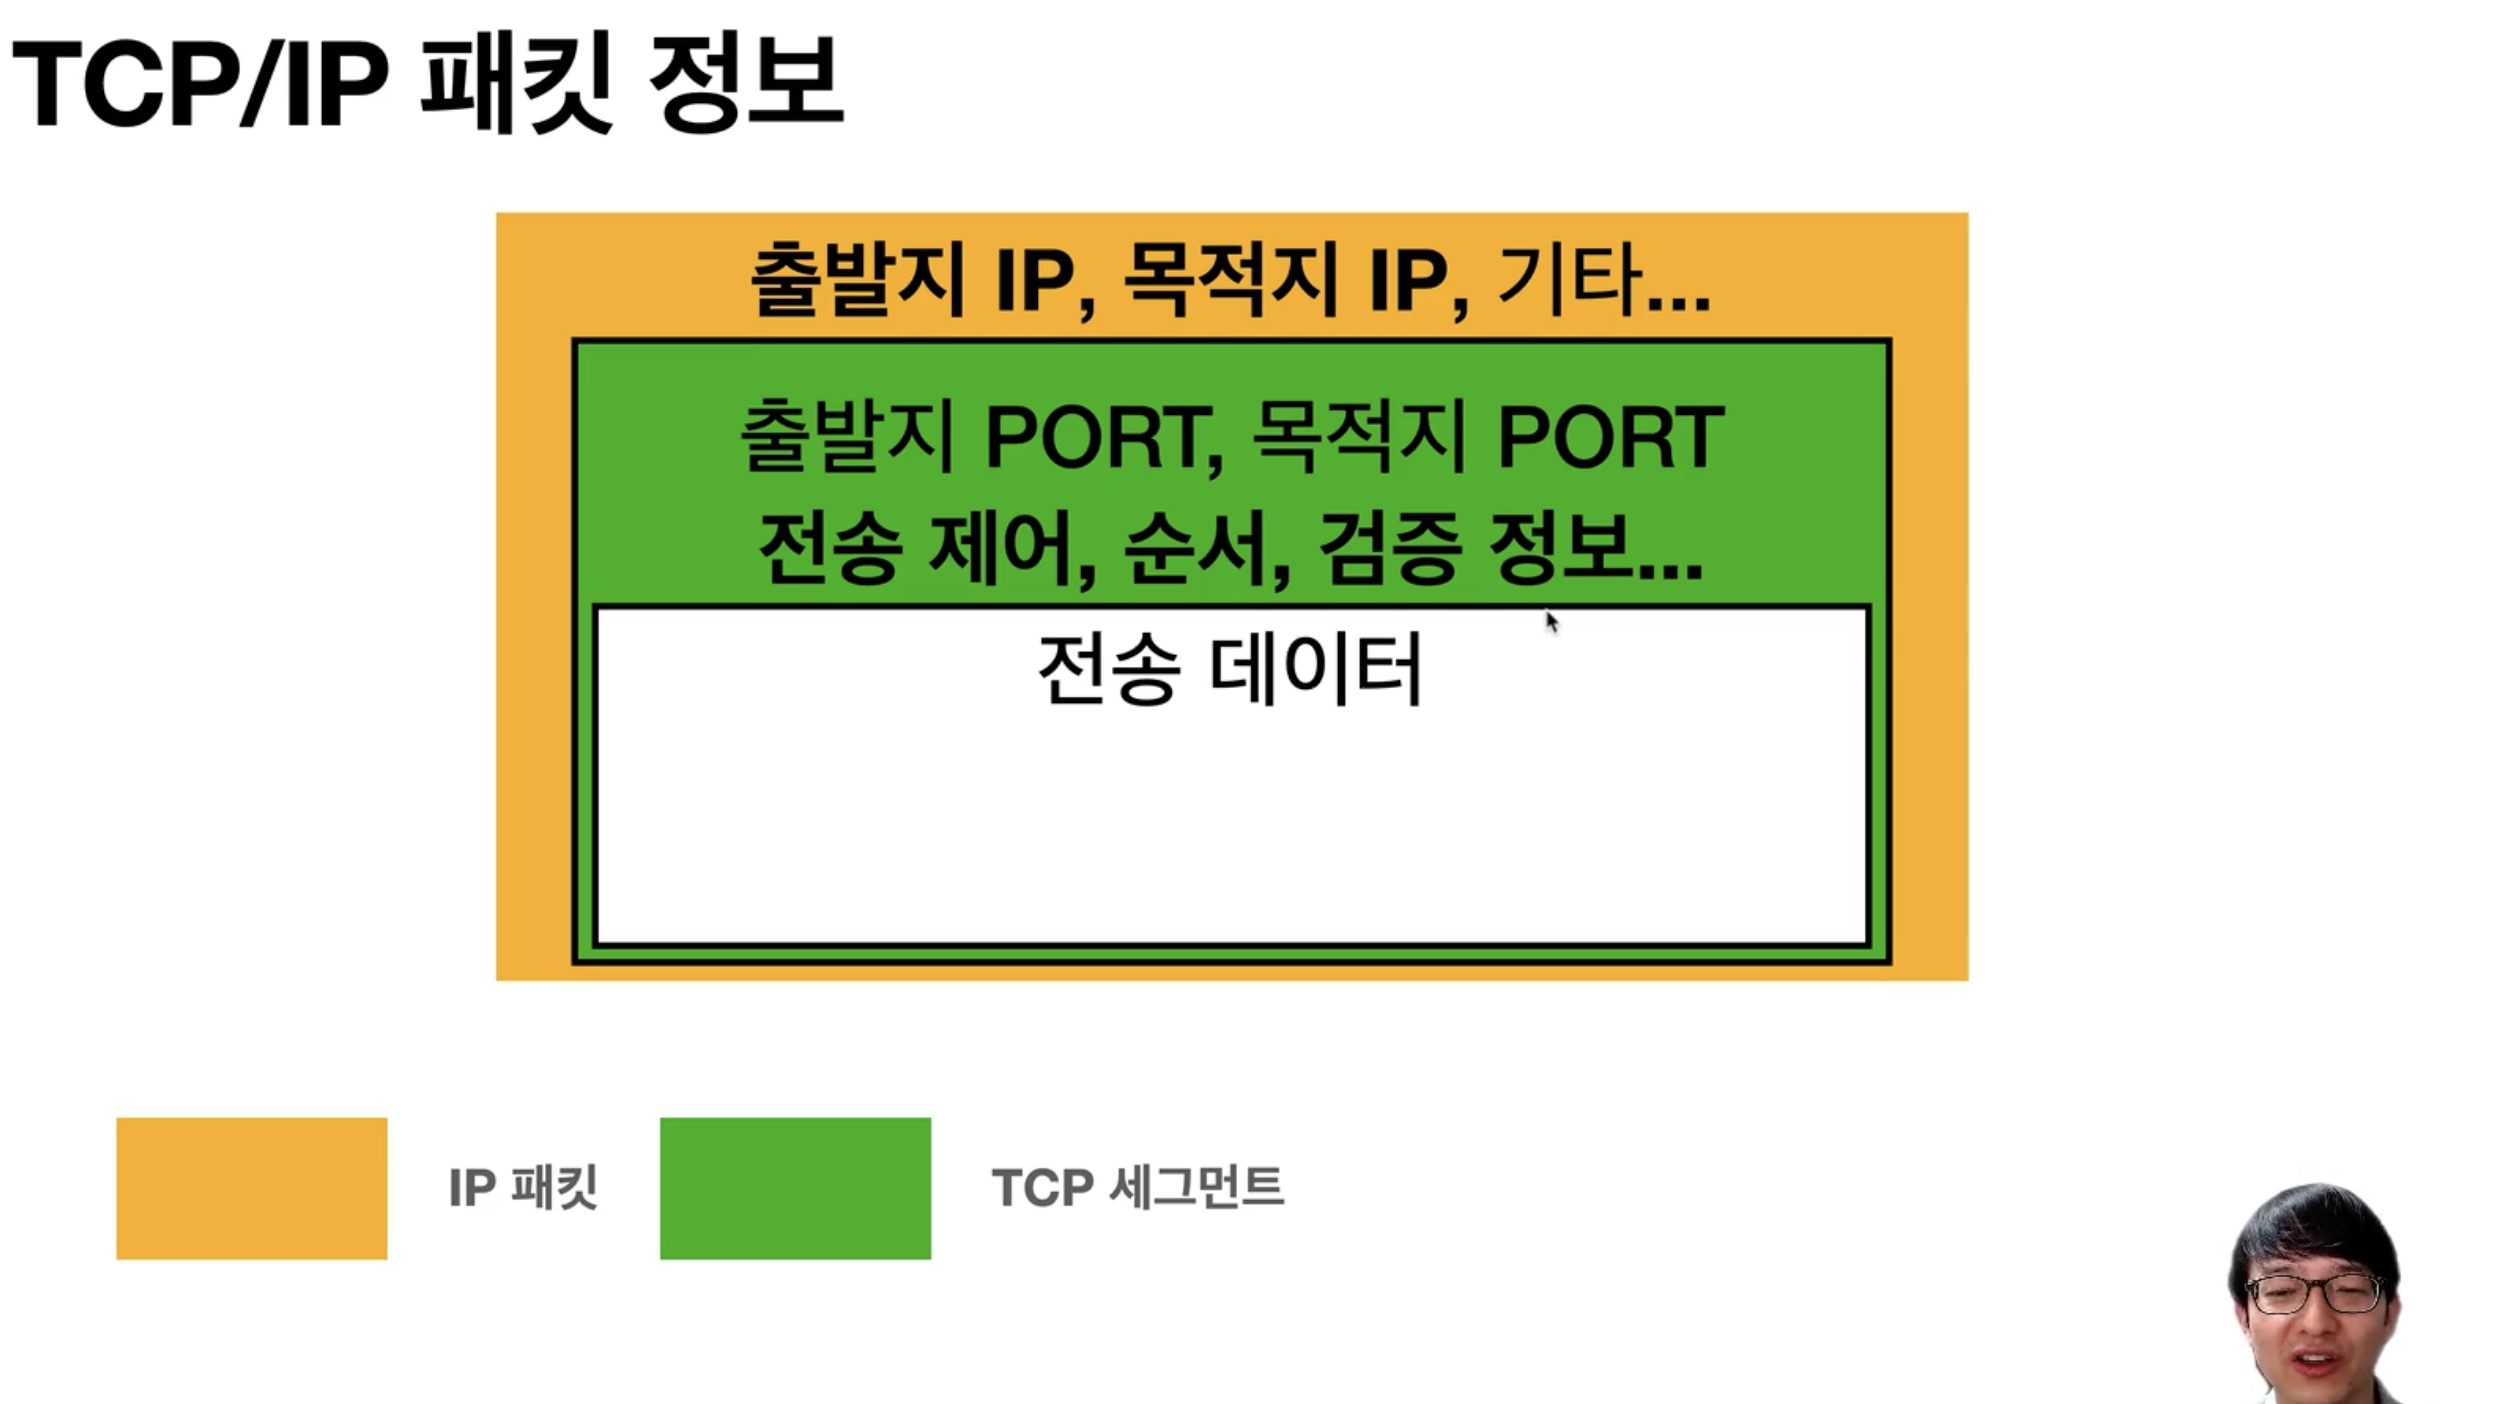 TCP/IP 패킷 정보
출발지 IP, 목적지 IP, 기타...
출발지 PORT, 목적지 PORT
전송 제어, 순서, 검증 정보...
전송 데이터
IP 패킷
TCP 세그먼트